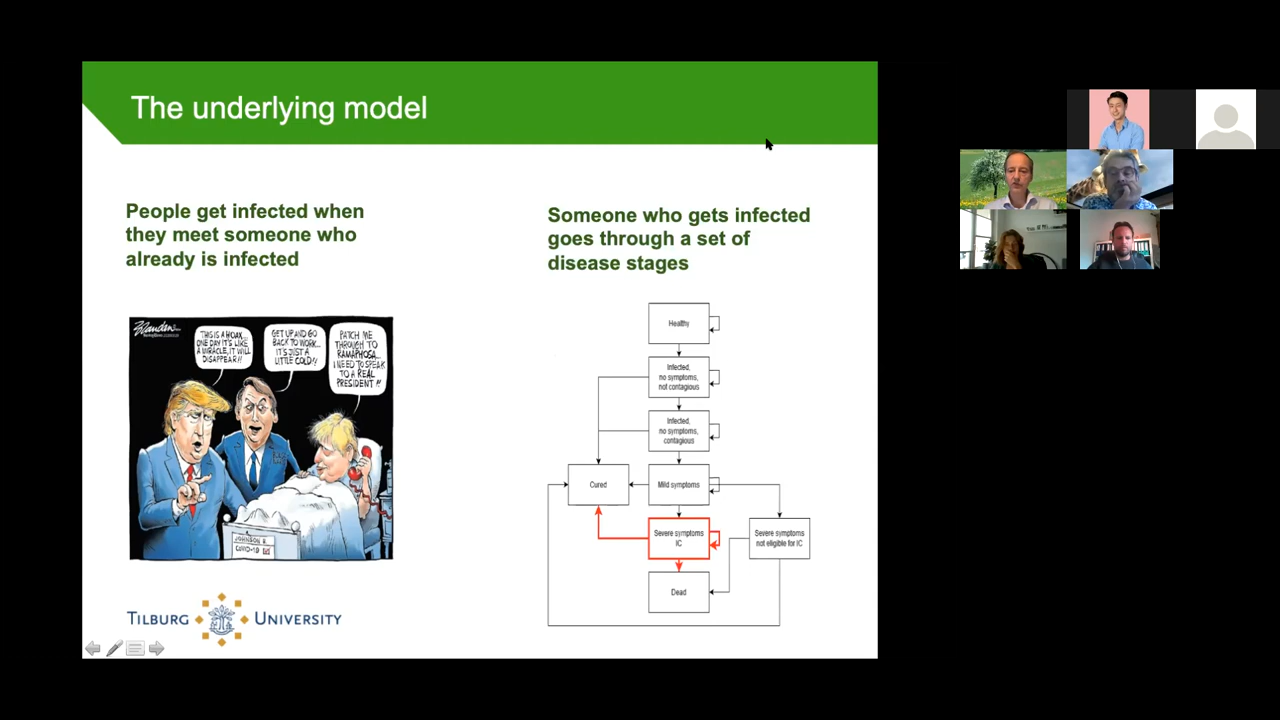 The underlying model
People get infected when
they meet someone who
already is infected
Someone who gets infected
goes through a set of
disease stages
THIS IS A HOAX...
ONE DAY IT'S LIKE
A MIRACLE, IT WILL
DISAPPEAR!!
GET UP AND GO
BACK TO WORK...
IT'S JUST A
LITTLE COLD!!
PATCH ME
THROUGH TO
RAMAPHOSA...
I NEED TO SPEAK
TO A REAL
PRESIDENT!!
JOHNSON B.
COVID-19
Healthy
Infected,
no symptoms,
not contagious
Infected,
no symptoms,
contagious
Cured
Mild symptoms
Severe symptoms
IC
Severe symptoms
not eligible for IC
Dead
TILBURG UNIVERSITY